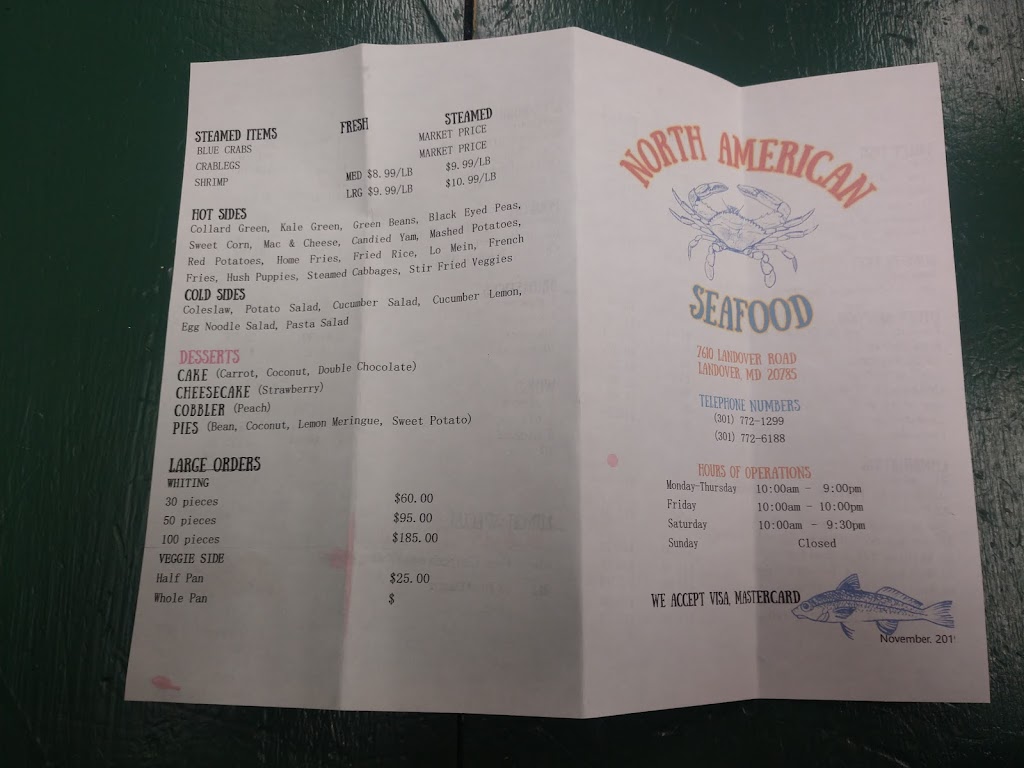 STEAMED ITEMS FRESH STEAMED
BLUE CRABS MARKET PRICE
CRABLEGS MARKET PRICE
SHRIMP MED $8.99/LB $9.99/LB
LRG $9.99/LB $10.99/LB
HOT SIDES
Collard Green, Kale Green, Green Beans, Black Eyed Peas,
Sweet Corn, Mac & Cheese, Candied Yam, Mashed Potatoes,
Red Potatoes, Home Fries, Fried Rice, Lo Mein, French
Fries, Hush Puppies, Steamed Cabbages, Stir Fried Veggies
COLD SIDES
Coleslaw, Potato Salad, Cucumber Salad, Cucumber Lemon,
Egg Noodle Salad, Pasta Salad
DESSERTS
CAKE (Carrot, Coconut, Double Chocolate)
CHEESECAKE (Strawberry)
COBBLER (Peach)
PIES (Bean, Coconut, Lemon Meringue, Sweet Potato)
LARGE ORDERS
WHITING
30 pieces $60.00
50 pieces $95.00
100 pieces $185.00
VEGGIE SIDE
Half Pan $25.00
Whole Pan $
NORTH AMERICAN
SEAFOOD
7610 LANDOVER ROAD
LANDOVER, MD 20785
TELEPHONE NUMBERS
(301) 772-1299
(301) 772-6188
HOURS OF OPERATIONS
Monday-Thursday 10:00am - 9:00pm
Friday 10:00am - 10:00pm
Saturday 10:00am - 9:30pm
Sunday Closed
WE ACCEPT VISA, MASTERCARD
November. 201